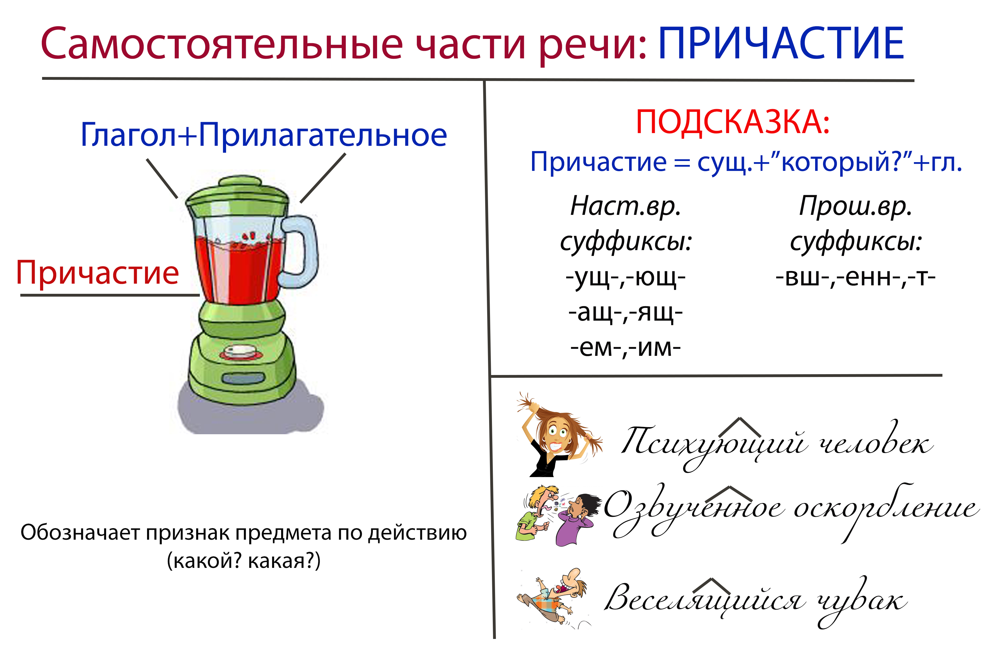 Самостоятельные части речи: ПРИЧАСТИЕ
Глагол+Прилагательное
Причастие
Обозначает признак предмета по действию
(какой? какая?)
ПОДСКАЗКА:
Причастие = сущ.+"который?"+гл.
Наст.вр.
суффиксы:
-ущ-,-ющ-
-ащ-,-ящ-
-ем-,-им-
Прош.вр.
суффиксы:
-вш-,-енн-,-т-
Психующий человек
Озвученное оскорбление
Веселящийся чувак